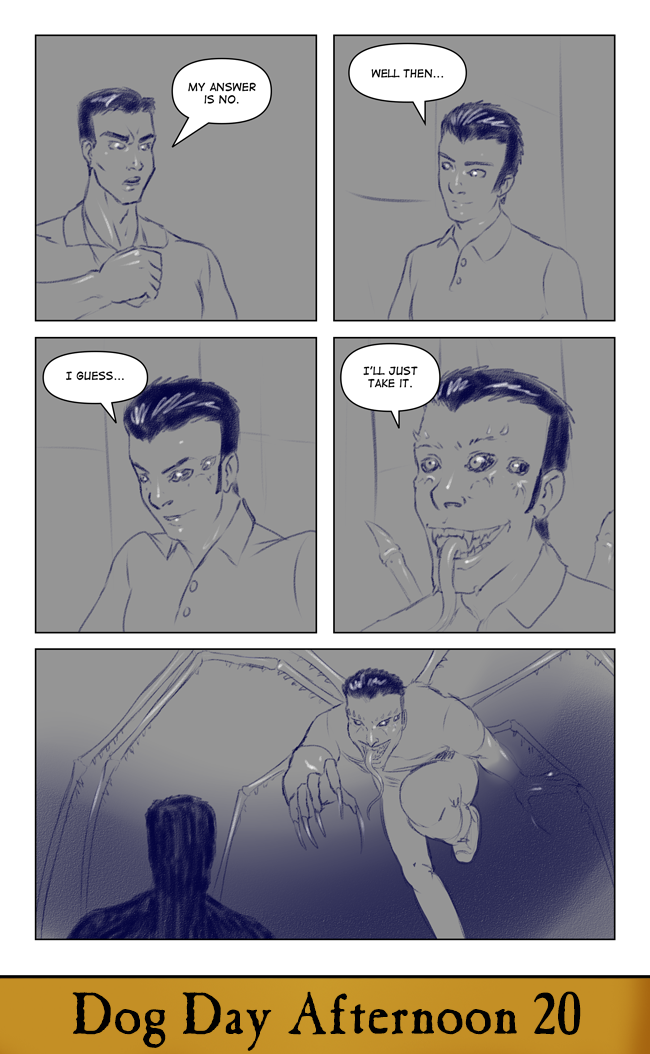 MY ANSWER
IS NO.
WELL THEN...
I GUESS...
I'LL JUST
TAKE IT.
Dog Day Afternoon 20